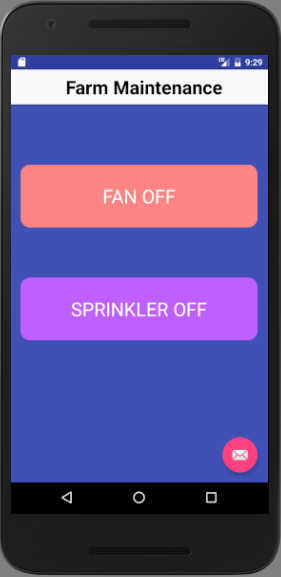 9:29
Farm Maintenance
FAN OFF
SPRINKLER OFF